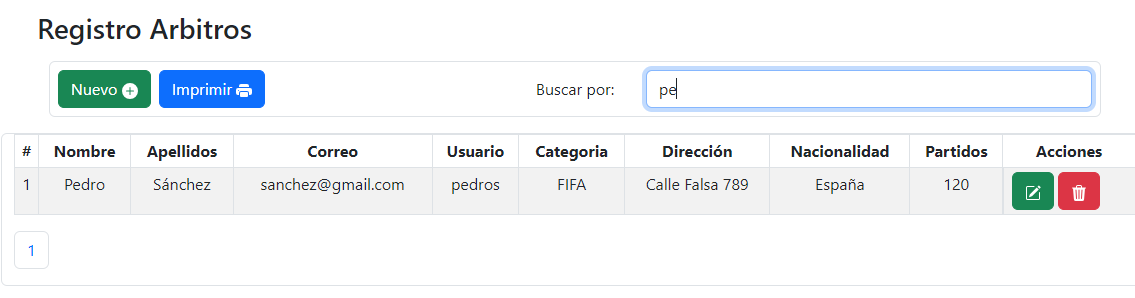 Registro Arbitros
Nuevo Imprimir Buscar por: pe
# Nombre Apellidos Correo Usuario Categoria Dirección Nacionalidad Partidos Acciones
1 Pedro Sánchez sanchez@gmail.com pedros FIFA Calle Falsa 789 España 120
1